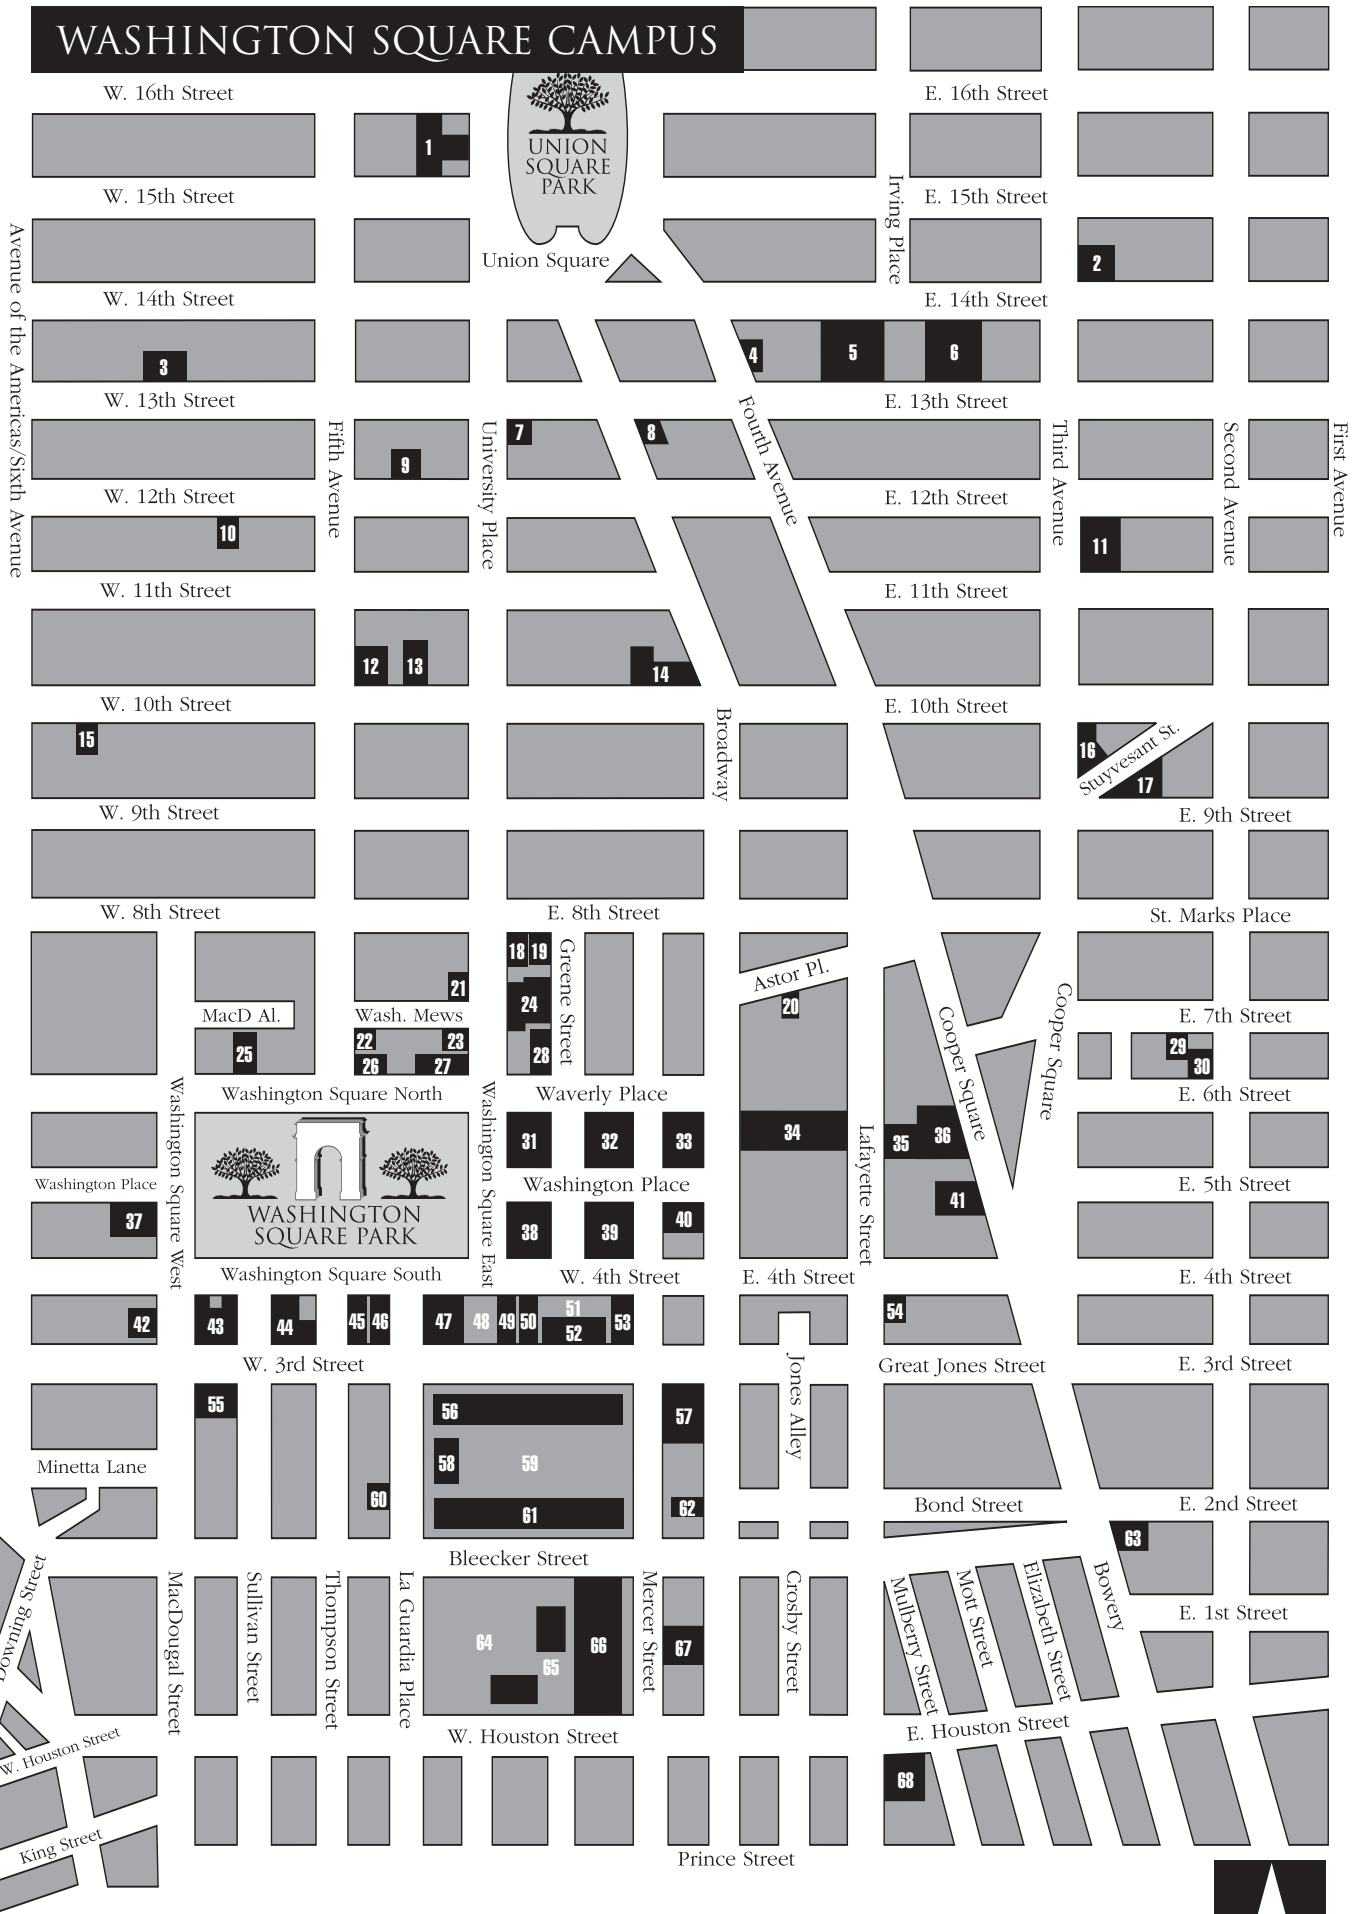 WASHINGTON SQUARE CAMPUS
W. 16th Street
E. 16th Street
1
UNION
SQUARE
PARK
W. 15th Street
Irving Place
E. 15th Street
Avenue of the Americas/Sixth Avenue
Union Square
2
W. 14th Street
E. 14th Street
3
4
5
6
W. 13th Street
Fourth Avenue
E. 13th Street
Fifth Avenue
University Place
7
8
9
Third Avenue
Second Avenue
First Avenue
W. 12th Street
E. 12th Street
10
11
W. 11th Street
E. 11th Street
12
13
14
W. 10th Street
Broadway
E. 10th Street
15
16
Stuyvesant St.
17
W. 9th Street
E. 9th Street
W. 8th Street
E. 8th Street
St. Marks Place
18
19
Greene Street
Astor Pl.
21
24
20
Cooper Square
Cooper Square
MacD Al.
Wash. Mews
E. 7th Street
25
22
23
28
29
26
27
30
Washington Square North
Waverly Place
E. 6th Street
Washington Square West
Washington Square East
31
32
33
34
Lafayette Street
35
36
Washington Place
Washington Place
E. 5th Street
37
WASHINGTON
SQUARE PARK
38
39
40
41
Washington Square South
W. 4th Street
E. 4th Street
E. 4th Street
42
43
44
45
46
47
48
49
50
51
52
53
54
W. 3rd Street
Jones Alley
Great Jones Street
E. 3rd Street
55
56
57
Minetta Lane
58
59
60
61
62
Bond Street
E. 2nd Street
63
Bleecker Street
Downing Street
MacDougal Street
Sullivan Street
Thompson Street
La Guardia Place
Mercer Street
Crosby Street
Mulberry Street
Mott Street
Elizabeth Street
Bowery
E. 1st Street
64
65
66
67
W. Houston Street
W. Houston Street
E. Houston Street
68
King Street
Prince Street